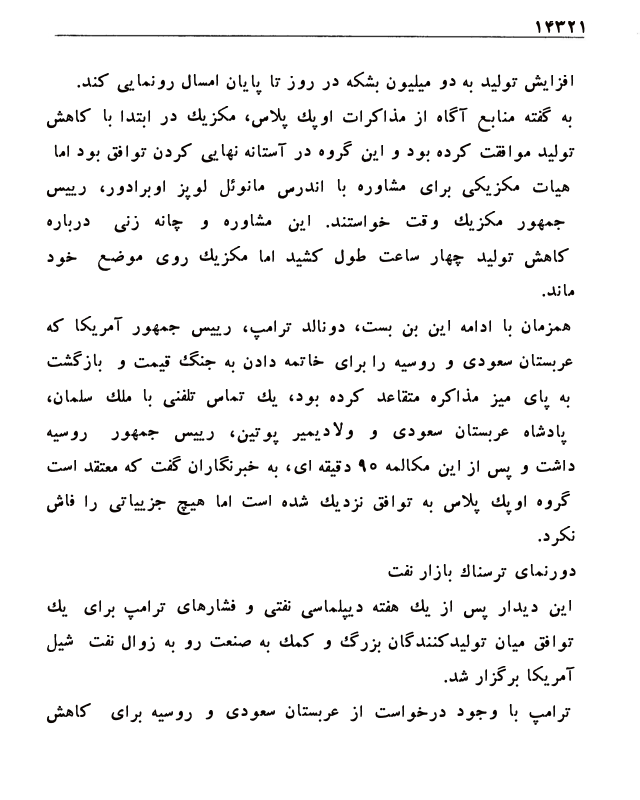 ۱۴۳۲۱
افزایش تولید به دو میلیون بشکه در روز تا پایان امسال رونمایی کند.
به گفته منابع آگاه از مذاکرات اوپك پلاس، مکزیك در ابتدا با کاهش
تولید موافقت کرده بود و این گروه در آستانه نهایی کردن توافق بود اما
هیات مکزیکی برای مشاوره با اندرس مانوئل لوپز اوبرادور، رییس
جمهور مکزیك وقت خواستند. این مشاوره و چانه زنی درباره
کاهش تولید چهار ساعت طول کشید اما مکزیك روی موضع خود
ماند.
همزمان با ادامه این بن بست، دونالد ترامپ، رییس جمهور آمریکا که
عربستان سعودی و روسیه را برای خاتمه دادن به جنگ قیمت و بازگشت
به پای میز مذاکره متقاعد کرده بود، یك تماس تلفنی با ملك سلمان،
پادشاه عربستان سعودی و ولادیمیر پوتین، رییس جمهور روسیه
داشت و پس از این مکالمه ۹۰ دقیقه ای، به خبرنگاران گفت که معتقد است
گروه اوپك پلاس به توافق نزدیك شده است اما هیچ جزییاتی را فاش
نکرد.
دورنمای ترسناك بازار نفت
این دیدار پس از یك هفته دیپلماسی نفتی و فشارهای ترامپ برای یك
توافق میان تولیدکنندگان بزرگ و کمك به صنعت رو به زوال نفت شیل
آمریکا برگزار شد.
ترامپ با وجود درخواست از عربستان سعودی و روسیه برای کاهش